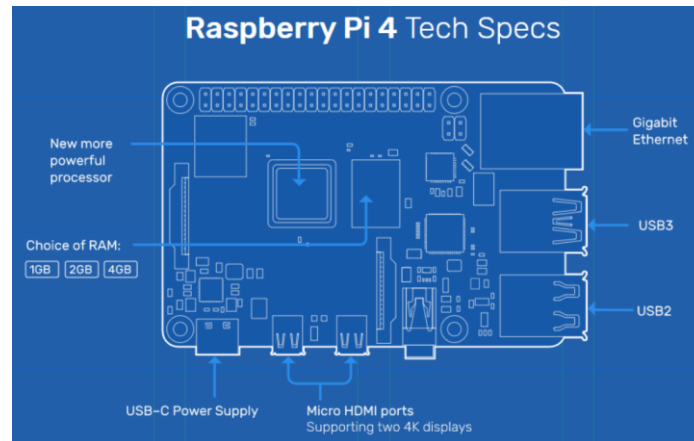 Raspberry Pi 4 Tech Specs
New more
powerful
processor
Gigabit
Ethernet
USB3
Choice of RAM:
1GB 2GB 4GB
USB2
USB-C Power Supply
Micro HDMI ports
Supporting two 4K displays